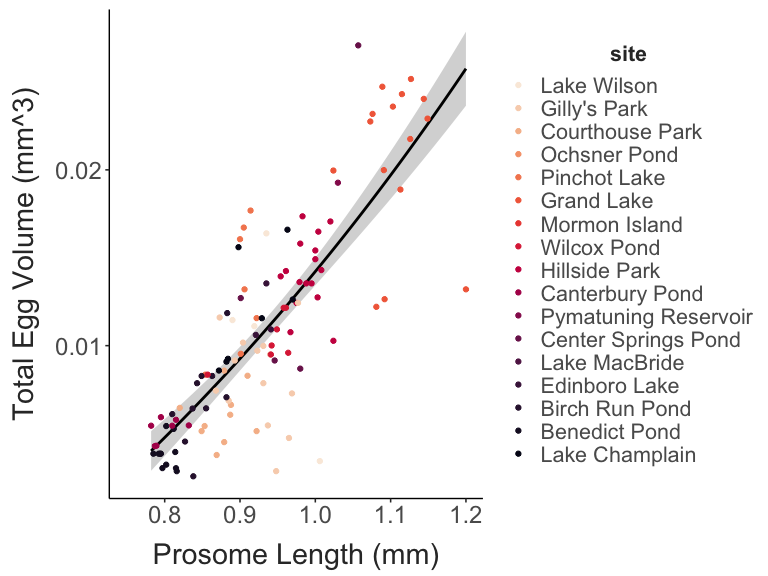 Total Egg Volume (mm^3)
0.02
0.01
0.8 0.9 1.0 1.1 1.2
Prosome Length (mm)
site
Lake Wilson
Gilly's Park
Courthouse Park
Ochsner Pond
Pinchot Lake
Grand Lake
Mormon Island
Wilcox Pond
Hillside Park
Canterbury Pond
Pymatuning Reservoir
Center Springs Pond
Lake MacBride
Edinboro Lake
Birch Run Pond
Benedict Pond
Lake Champlain